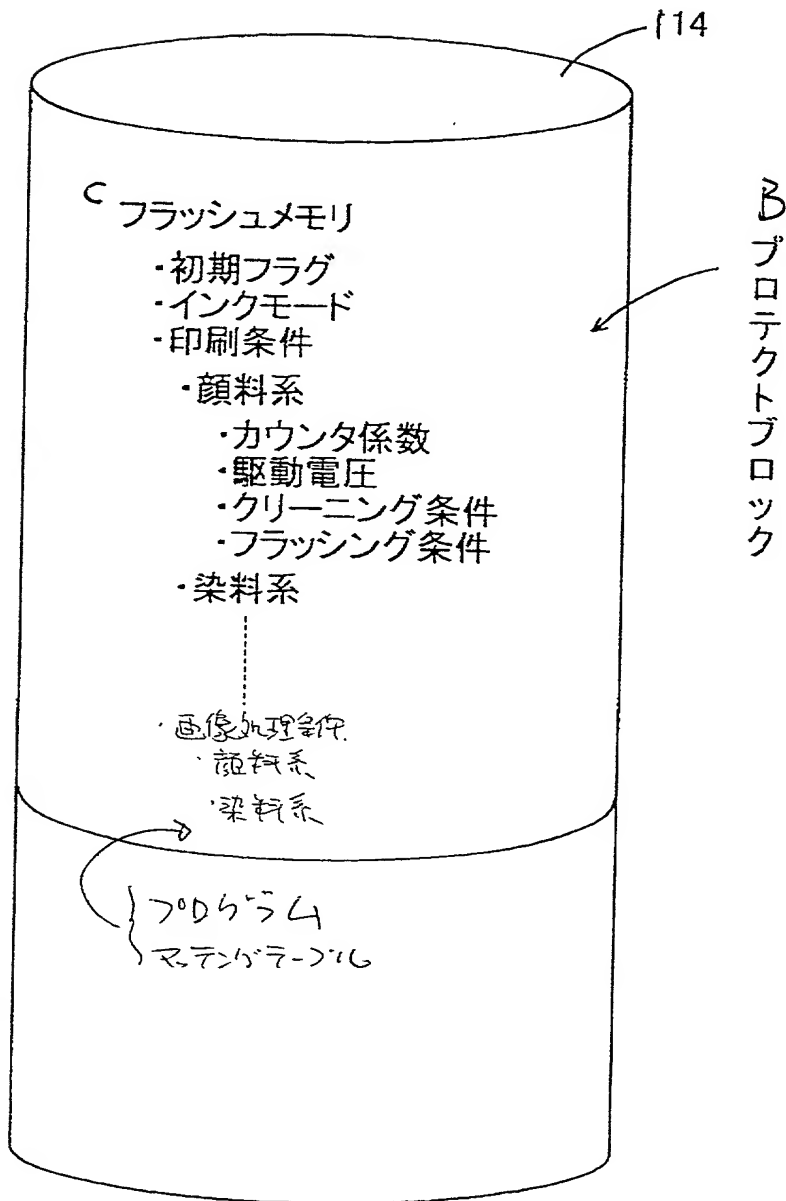 114
C フラッシュメモリ
・初期フラグ
・インクモード
・印刷条件
・顔料系
・カウンタ係数
・駆動電圧
・クリーニング条件
・フラッシング条件
・染料系
・画像処理条件
・顔料系
・染料系
プログラム
マッチングテーブル
B プロテクトブロック